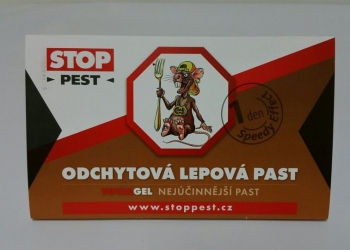 STOP
PEST
1 den
Speedy Effect
ODCHYTOVÁ LEPOVÁ PAST
GEL NEJÚČINNĚJŠÍ PAST
www.stoppest.cz